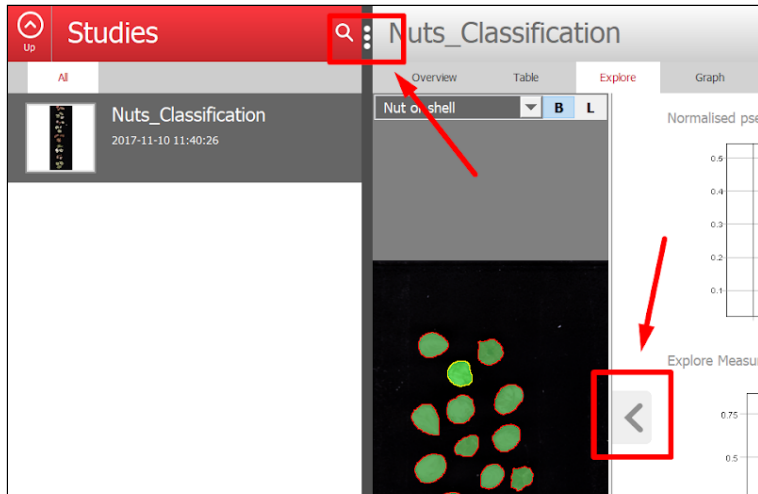 Studies
Up
Nuts_Classification
All
Overview Table Explore Graph
Nuts_Classification
2017-11-10 11:40:26
Nut or shell B L
Normalised pse
0.5
0.4
0.3
0.2
0.1
Explore Measu
0.75
0.5